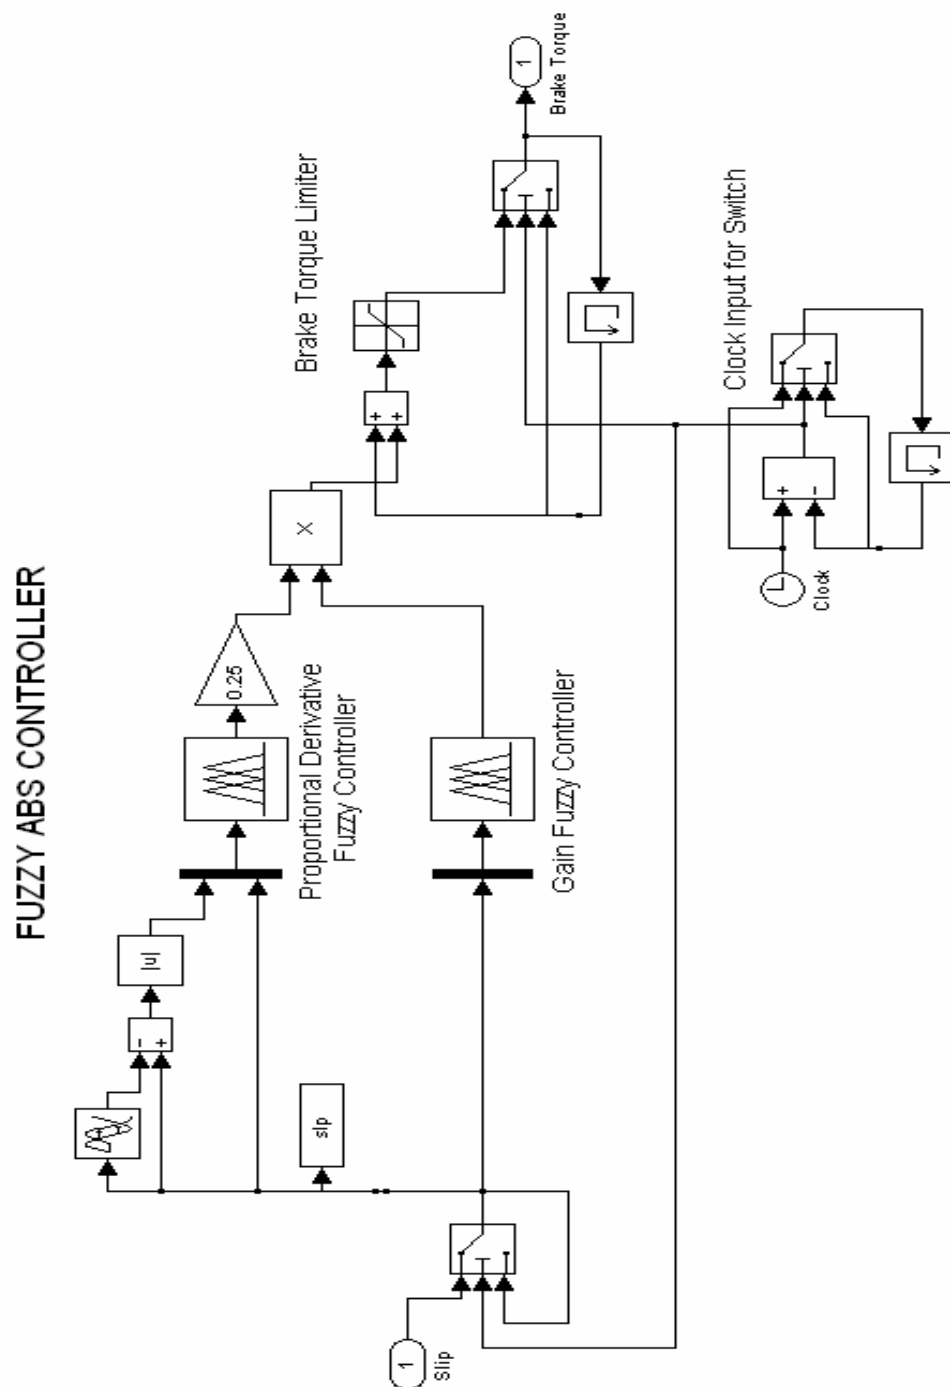 FUZZY ABS CONTROLLER
1
Slip
slp
-
+
|u|
Proportional Derivative
Fuzzy Controller
0.25
Gain Fuzzy Controller
X
+
+
Brake Torque Limiter
1
Brake Torque
Clock
+
-
Clock Input for Switch